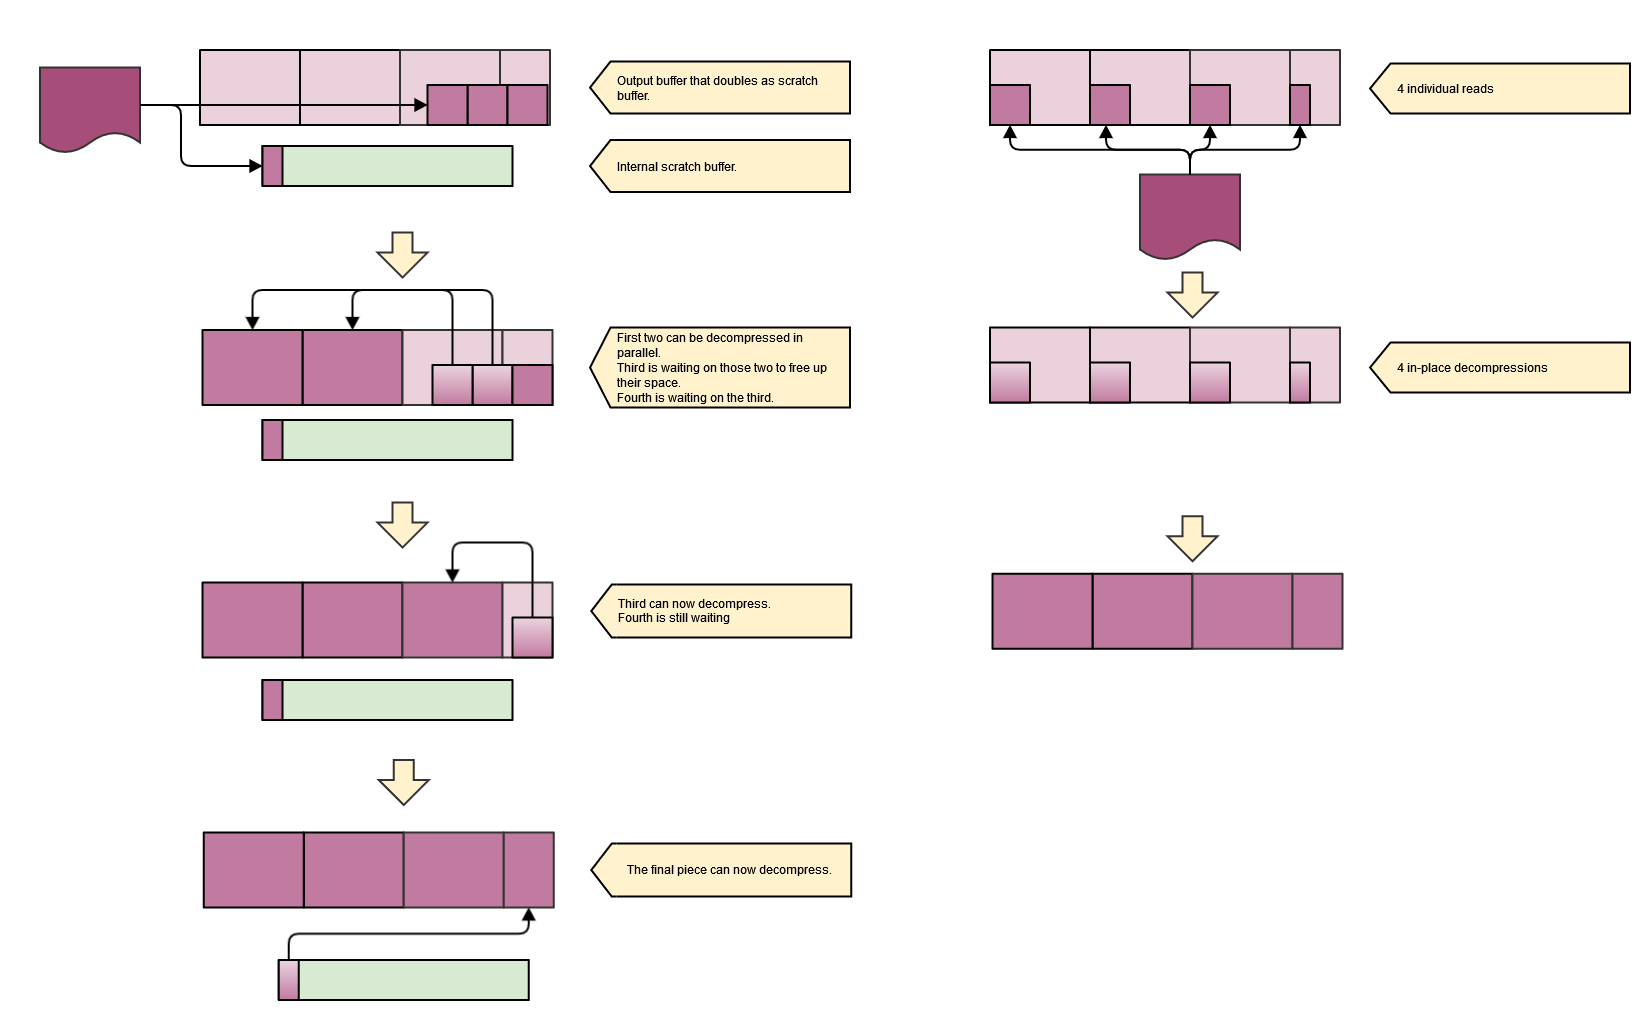 Output buffer that doubles as scratch
buffer.
4 individual reads
Internal scratch buffer.
First two can be decompressed in
parallel.
Third is waiting on those two to free up
their space.
Fourth is waiting on the third.
4 in-place decompressions
Third can now decompress.
Fourth is still waiting
The final piece can now decompress.